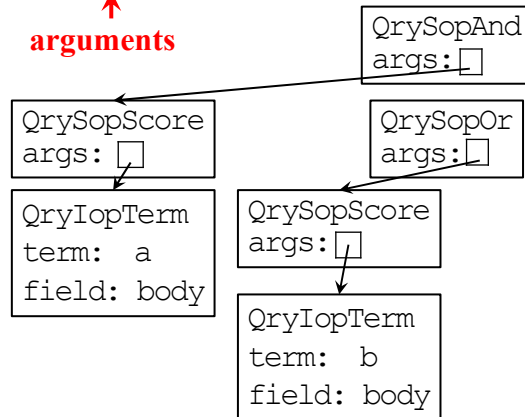 arguments
QrySopAnd
args:
QrySopScore
args:
QrySopOr
args:
QryIopTerm
term: a
field: body
QrySopScore
args:
QryIopTerm
term: b
field: body